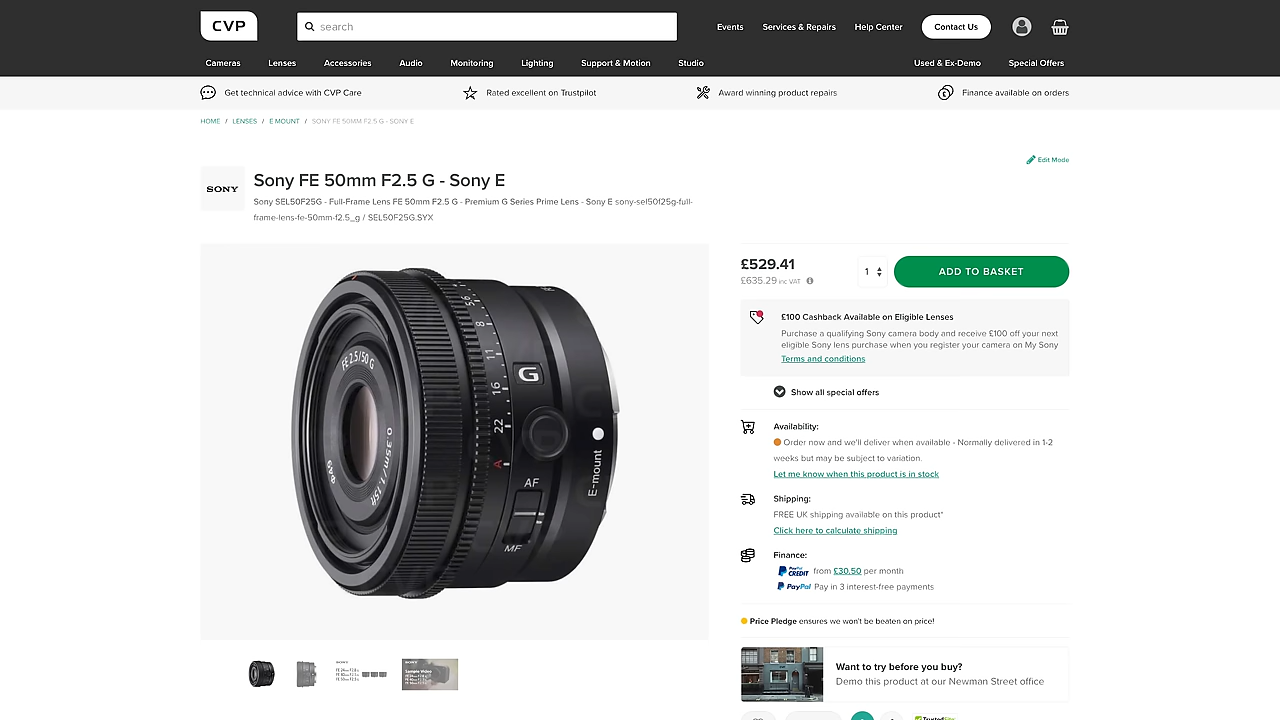 CVP
search
Events
Services & Repairs
Help Center
Contact Us
Cameras
Lenses
Accessories
Audio
Monitoring
Lighting
Support & Motion
Studio
Used & Ex-Demo
Special Offers
Get technical advice with CVP Care
Rated excellent on Trustpilot
Award winning product repairs
Finance available on orders
HOME / LENSES / E MOUNT / SONY FE 50MM F2.5 G - SONY E
Edit Mode
SONY
Sony FE 50mm F2.5 G - Sony E
Sony SEL50F25G - Full-Frame Lens FE 50mm F2.5 G - Premium G Series Prime Lens - Sony E sony-sel50f25g-full-
frame-lens-fe-50mm-f2.5_g / SEL50F25G.SYX
FE 2.5/50 G
0.35m/1.15ft
Ø49
5.6
8
11
16
22
A
G
AF
MF
E-mount
£529.41
£635.29 inc VAT
1
ADD TO BASKET
£100 Cashback Available on Eligible Lenses
Purchase a qualifying Sony camera body and receive £100 off your next
eligible Sony lens purchase when you register your camera on My Sony
Terms and conditions
Show all special offers
Availability:
Order now and we'll deliver when available - Normally delivered in 1-2
weeks but may be subject to variation.
Let me know when this product is in stock
Shipping:
FREE UK shipping available on this product*
Click here to calculate shipping
Finance:
PayPal CREDIT from £30.50 per month
PayPal Pay in 3 interest-free payments
Price Pledge ensures we won't be beaten on price!
Want to try before you buy?
Demo this product at our Newman Street office
SONY
Sample Video